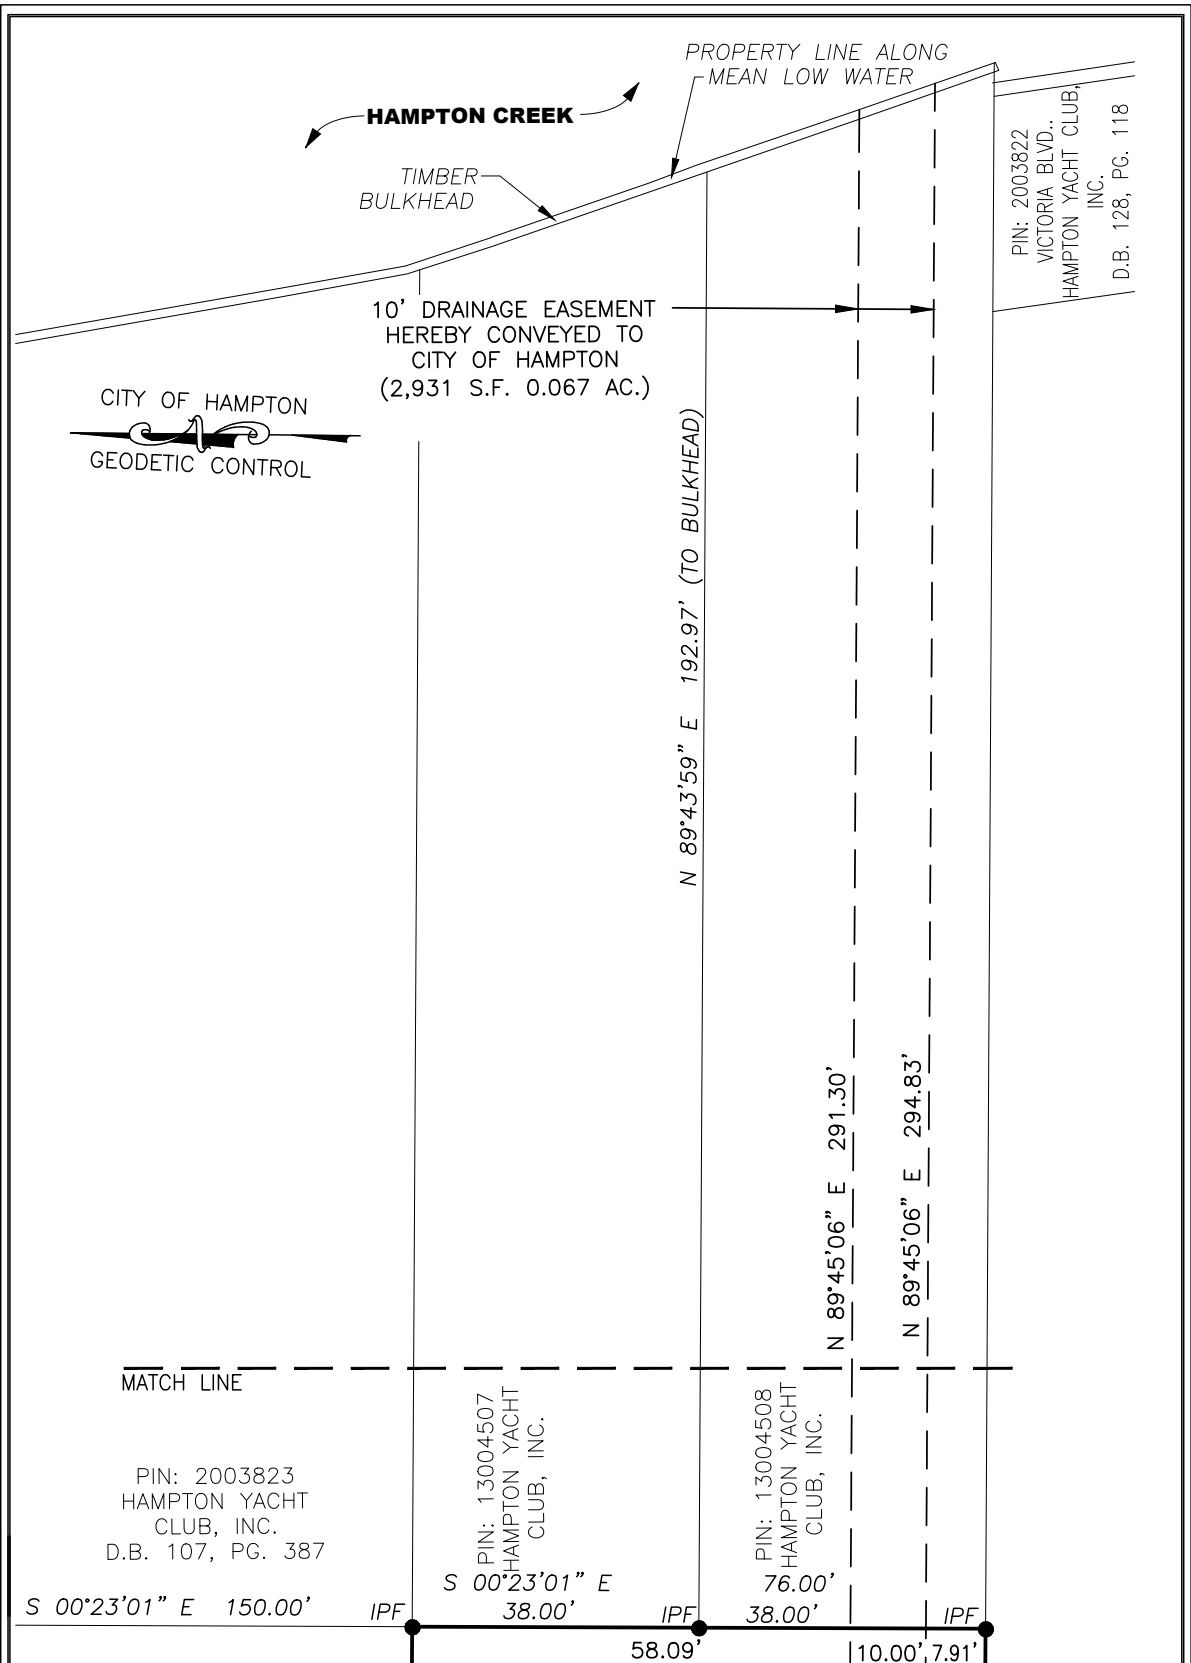 PROPERTY LINE ALONG
MEAN LOW WATER
HAMPTON CREEK
TIMBER
BULKHEAD
PIN: 2003822
VICTORIA BLVD..
HAMPTON YACHT CLUB,
INC.
D.B. 128, PG. 118
10' DRAINAGE EASEMENT
HEREBY CONVEYED TO
CITY OF HAMPTON
(2,931 S.F. 0.067 AC.)
CITY OF HAMPTON
N
GEODETIC CONTROL
N 89°43'59" E 192.97' (TO BULKHEAD)
N 89°45'06" E 291.30'
N 89°45'06" E 294.83'
MATCH LINE
PIN: 2003823
HAMPTON YACHT
CLUB, INC.
D.B. 107, PG. 387
PIN: 13004507
HAMPTON YACHT
CLUB, INC.
PIN: 13004508
HAMPTON YACHT
CLUB, INC.
S 00°23'01" E 150.00'
IPF
S 00°23'01" E
38.00'
IPF
76.00'
38.00'
IPF
58.09'
10.00'
7.91'